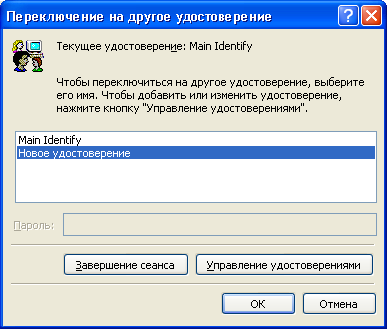 Переключение на другое удостоверение
Текущее удостоверение: Main Identify
Чтобы переключиться на другое удостоверение, выберите
его имя. Чтобы добавить или изменить удостоверение,
нажмите кнопку "Управление удостоверениями".
Main Identify
Новое удостоверение
Пароль:
Завершение сеанса
Управление удостоверениями
OK
Отмена